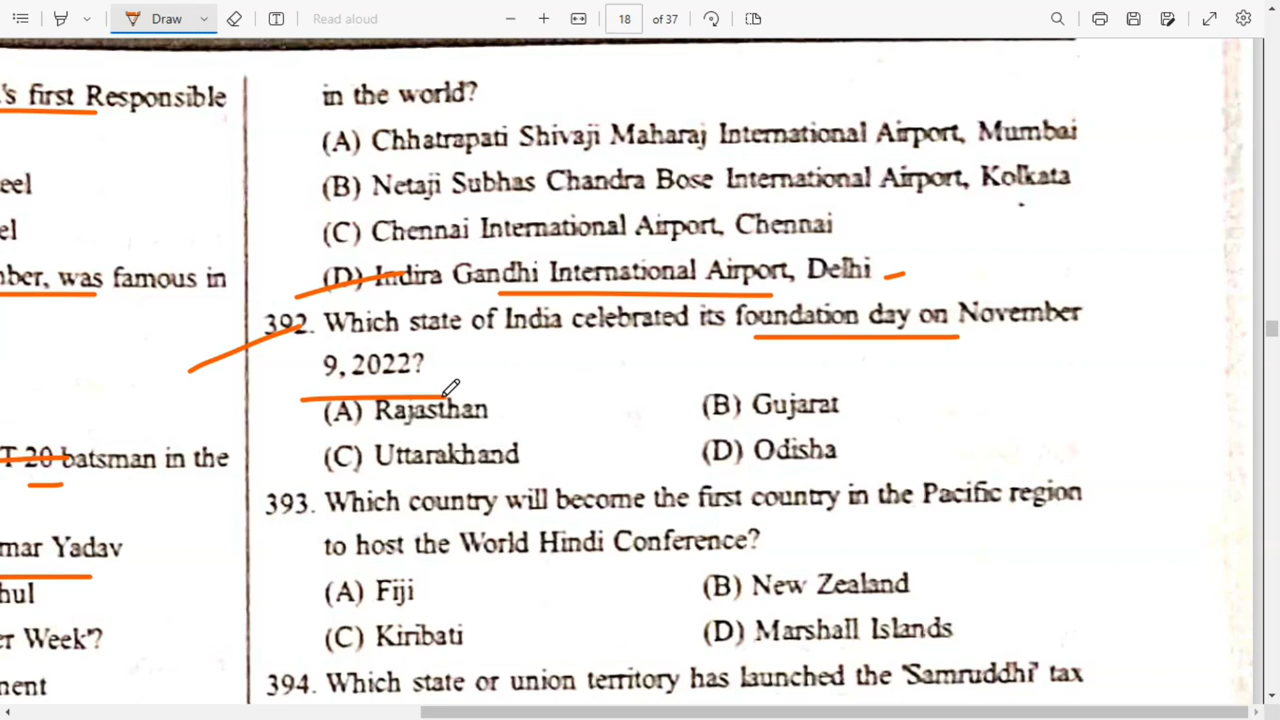 Draw
Read aloud
18 of 37
's first Responsible
eel
el
nber, was famous in
T-20 batsman in the
mar Yadav
hul
er Week'?
nent
in the world?
(A) Chhatrapati Shivaji Maharaj International Airport, Mumbai
(B) Netaji Subhas Chandra Bose International Airport, Kolkata
(C) Chennai International Airport, Chennai
(D) Indira Gandhi International Airport, Delhi
392. Which state of India celebrated its foundation day on November
9, 2022?
(A) Rajasthan (B) Gujarat
(C) Uttarakhand (D) Odisha
393. Which country will become the first country in the Pacific region
to host the World Hindi Conference?
(A) Fiji (B) New Zealand
(C) Kiribati (D) Marshall Islands
394. Which state or union territory has launched the 'Samruddhi' tax